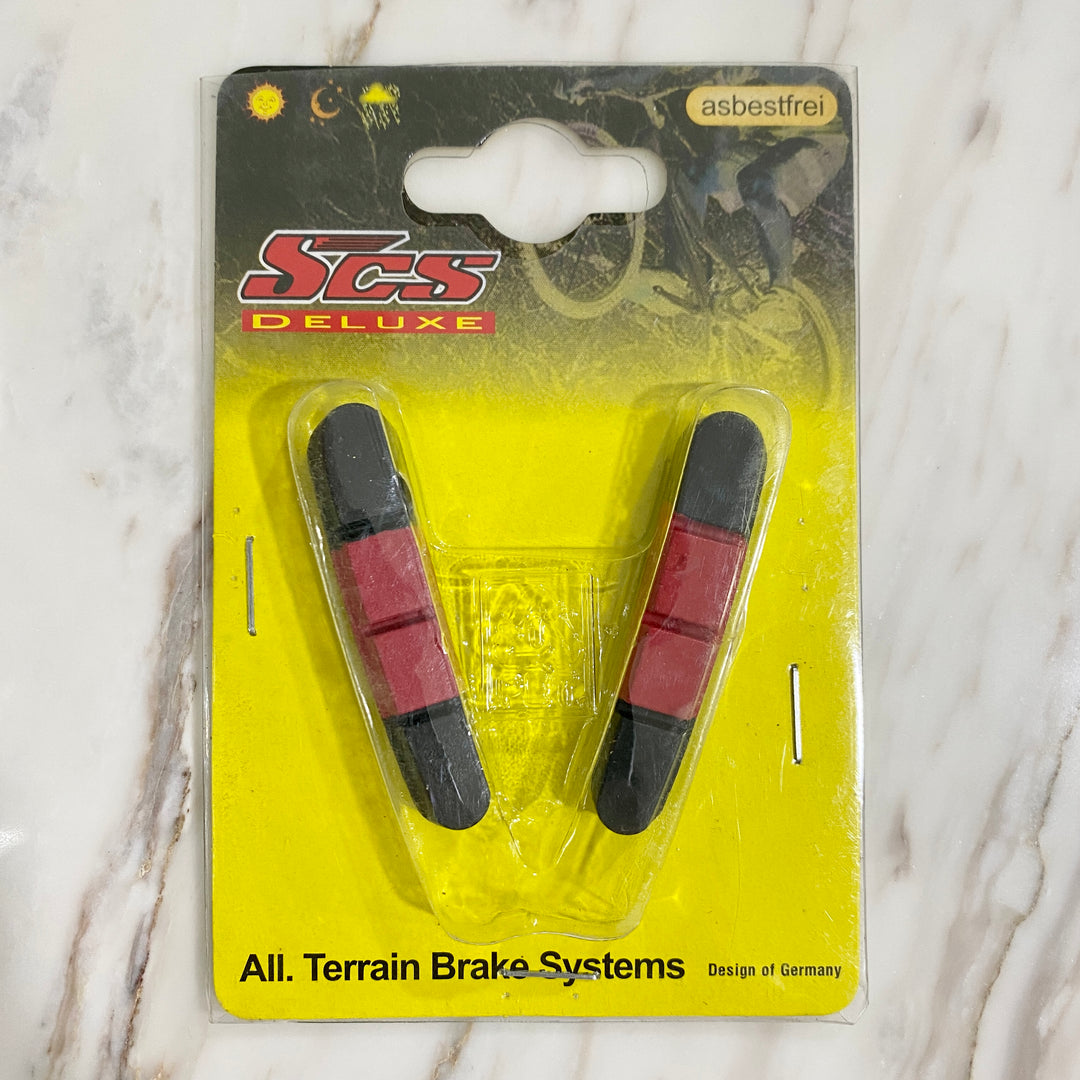 asbestfrei
SCS
DELUXE
All. Terrain Brake Systems
Design of Germany